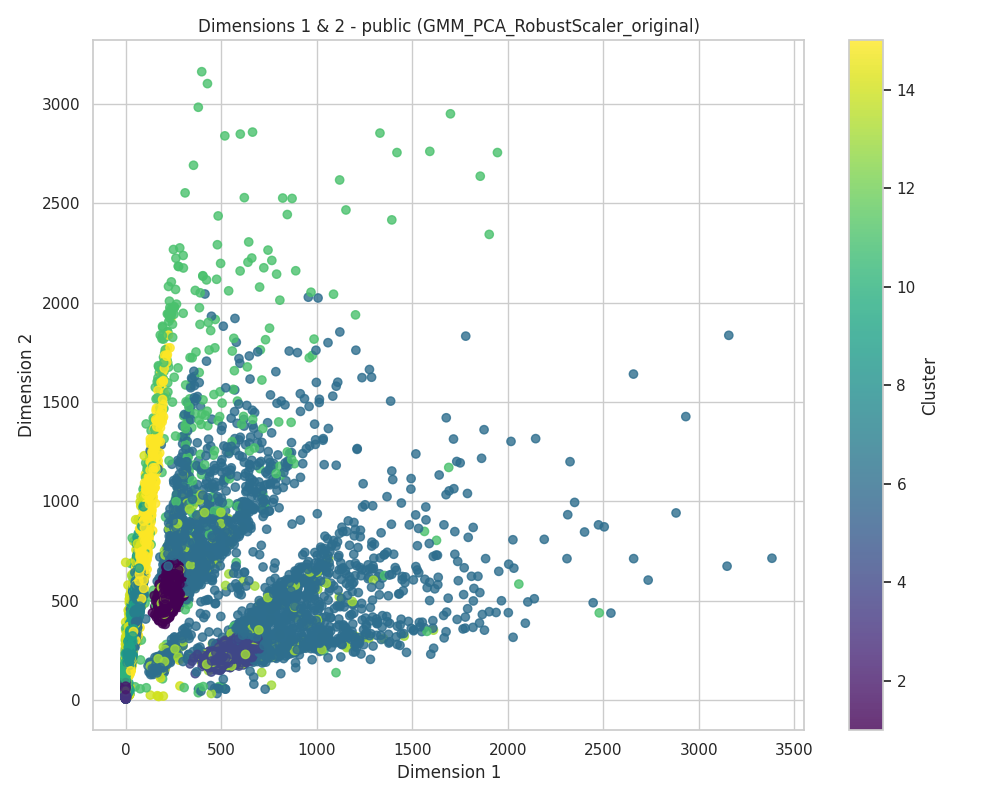 Dimensions 1 & 2 - public (GMM_PCA_RobustScaler_original)
Dimension 2
3000
2500
2000
1500
1000
500
0
0 500 1000 1500 2000 2500 3000 3500
Dimension 1
14
12
10
8
6
4
2
Cluster